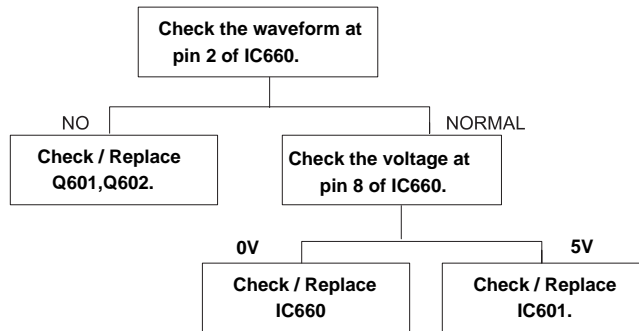 Check the waveform at
pin 2 of IC660.
NO
NORMAL
Check / Replace
Q601,Q602.
Check the voltage at
pin 8 of IC660.
0V
5V
Check / Replace
IC660
Check / Replace
IC601.